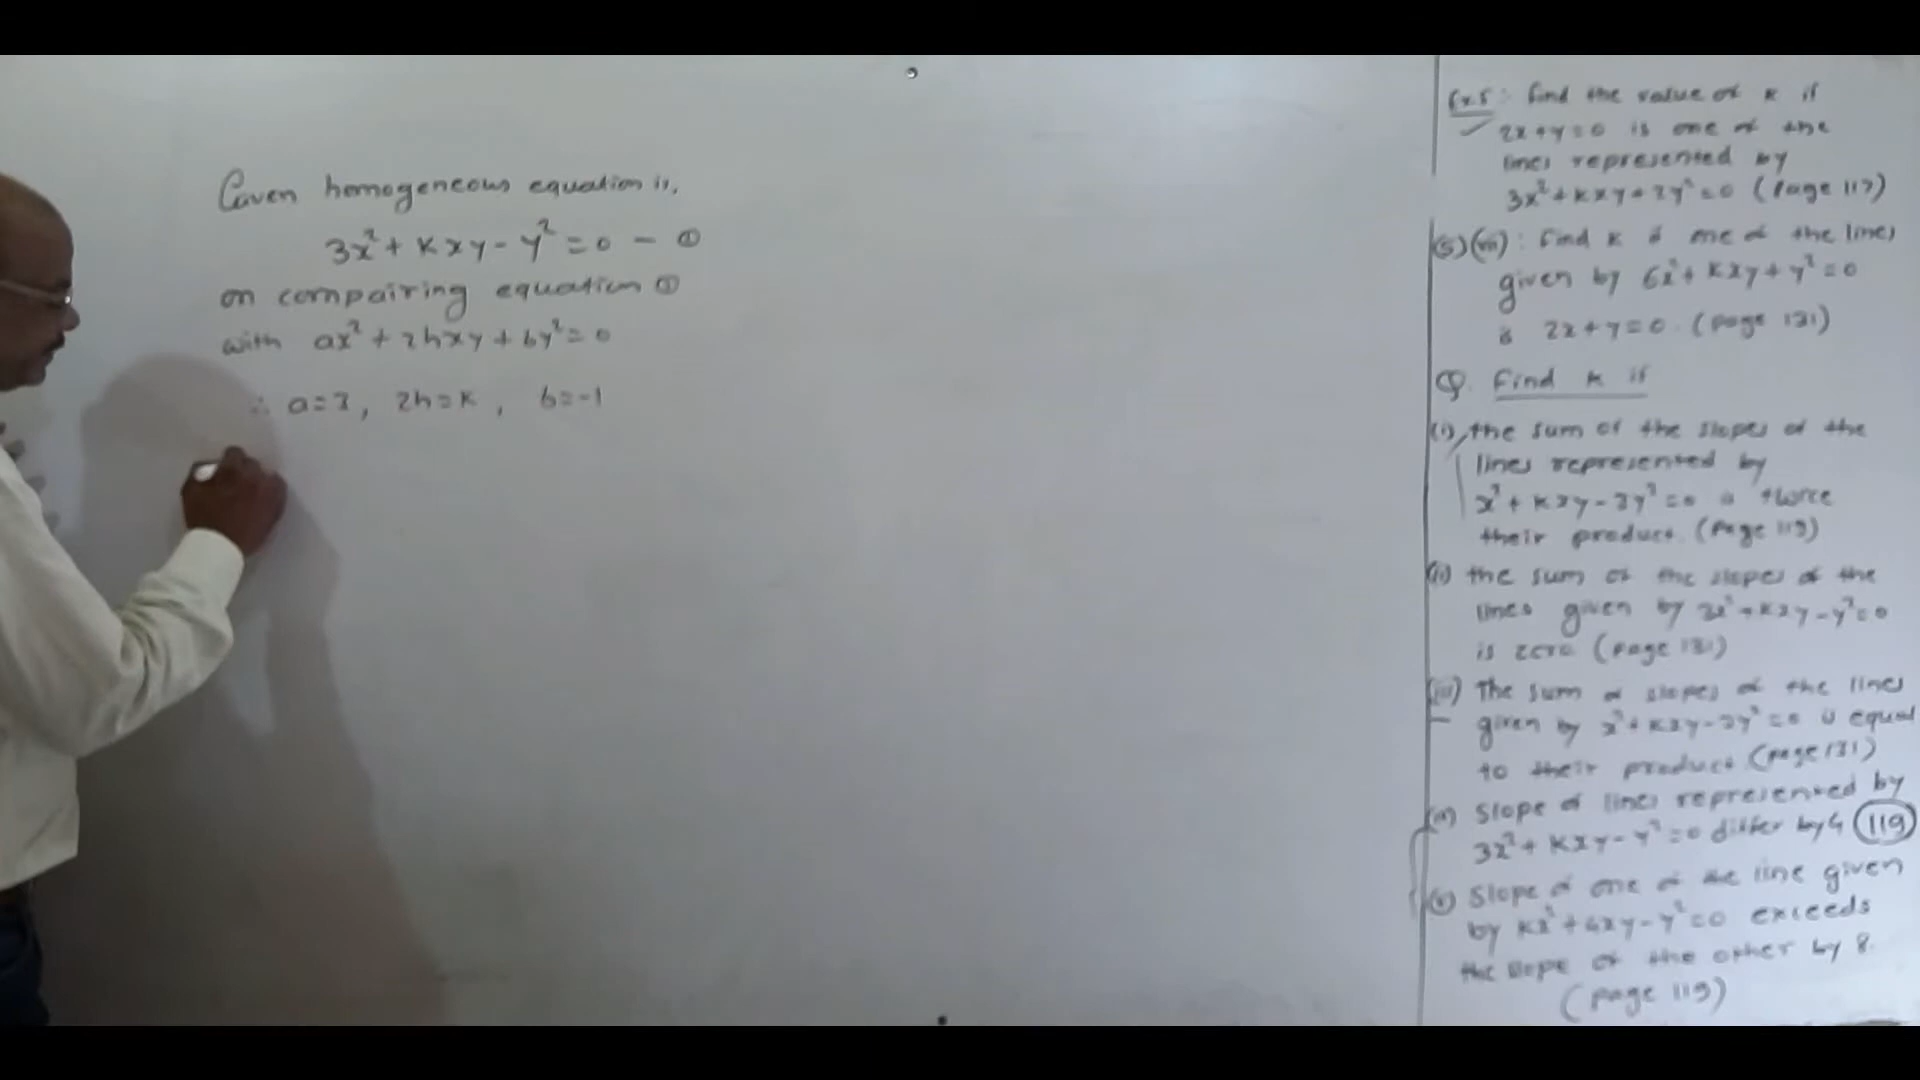 Given homogeneous equation is,
3x² + kxy - y² = 0 — ①
on compairing equation ①
with ax² + 2hxy + by² = 0
∴ a=3, 2h=k, b=-1
Ex 5: find the value of k if
2x+y=0 is one of the
lines represented by
3x²+kxy+2y²=0 (page 117)
(5)(vii): Find k if one of the lines
given by 6x²+kxy+y²=0
is 2x+y=0. (page 131)
Q. Find k if
(i) the sum of the slopes of the
lines represented by
x²+kxy-3y²=0 is twice
their product. (page 119)
(ii) the sum of the slopes of the
lines given by 3x²+kxy-y²=0
is zero (page 131)
(iii) The sum of slopes of the lines
given by x²+kxy-3y²=0 is equal
to their product (page 131)
(iv) Slope of lines represented by
3x²+kxy-y²=0 differ by 4 (119)
(v) Slope of one of the line given
by kx²+4xy-y²=0 exceeds
the slope of the other by 8.
(page 119)